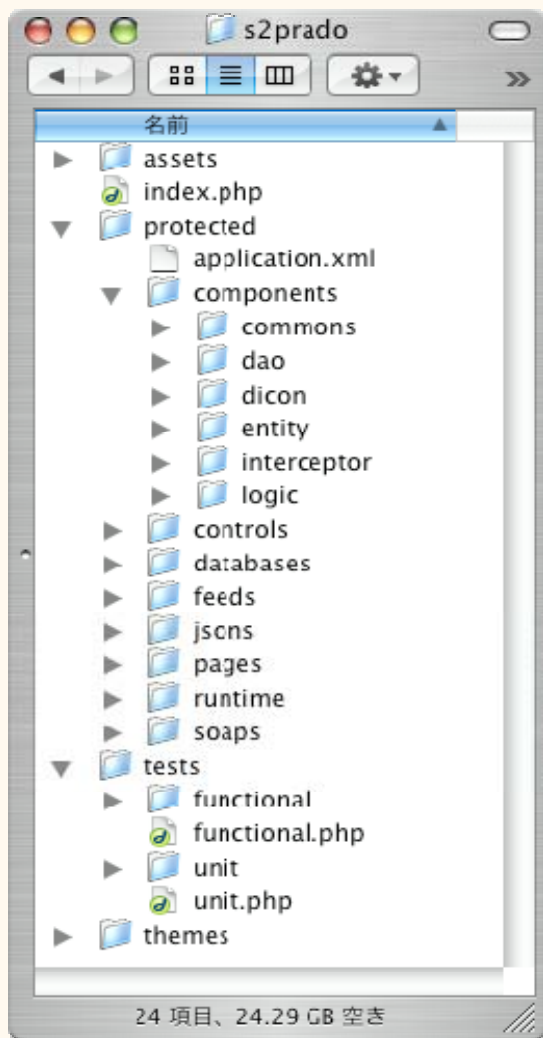 s2prado
名前
assets
index.php
protected
application.xml
components
commons
dao
dicon
entity
interceptor
logic
controls
databases
feeds
jsons
pages
runtime
soaps
tests
functional
functional.php
unit
unit.php
themes
24 項目、24.29 GB 空き